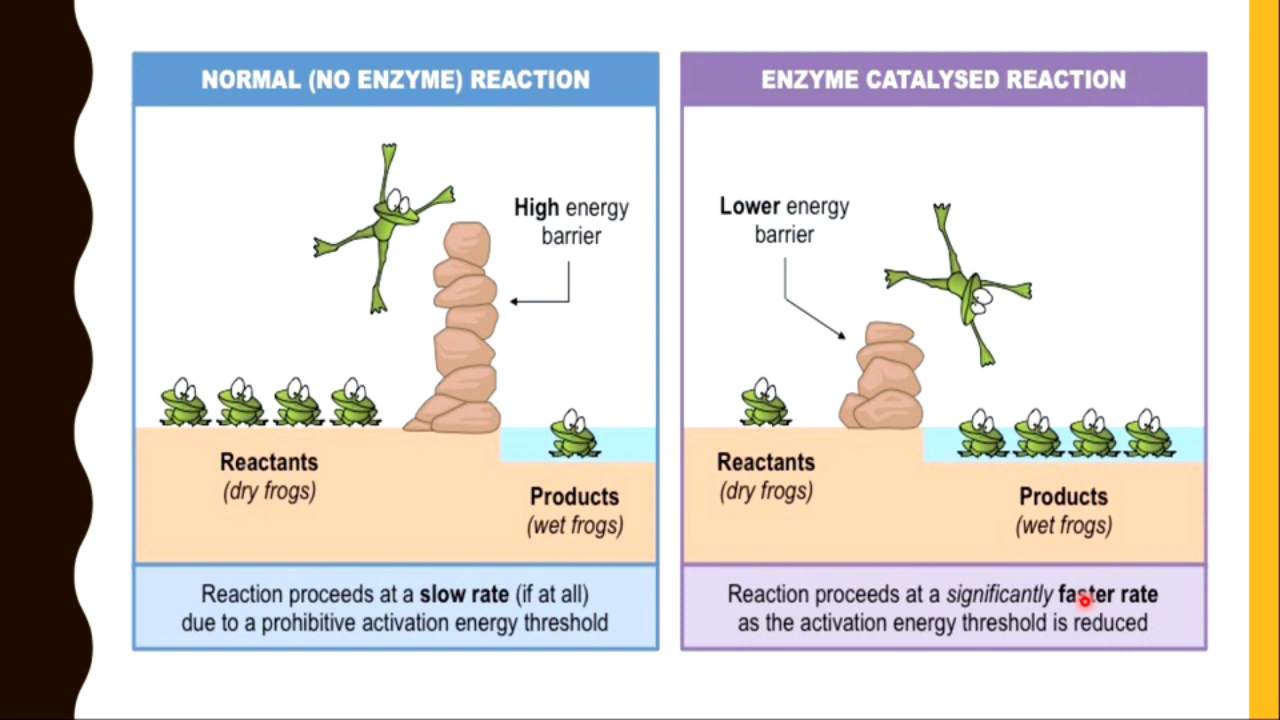 NORMAL (NO ENZYME) REACTION
High energy
barrier
Reactants
(dry frogs)
Products
(wet frogs)
Reaction proceeds at a slow rate (if at all)
due to a prohibitive activation energy threshold
ENZYME CATALYSED REACTION
Lower energy
barrier
Reactants
(dry frogs)
Products
(wet frogs)
Reaction proceeds at a significantly faster rate
as the activation energy threshold is reduced